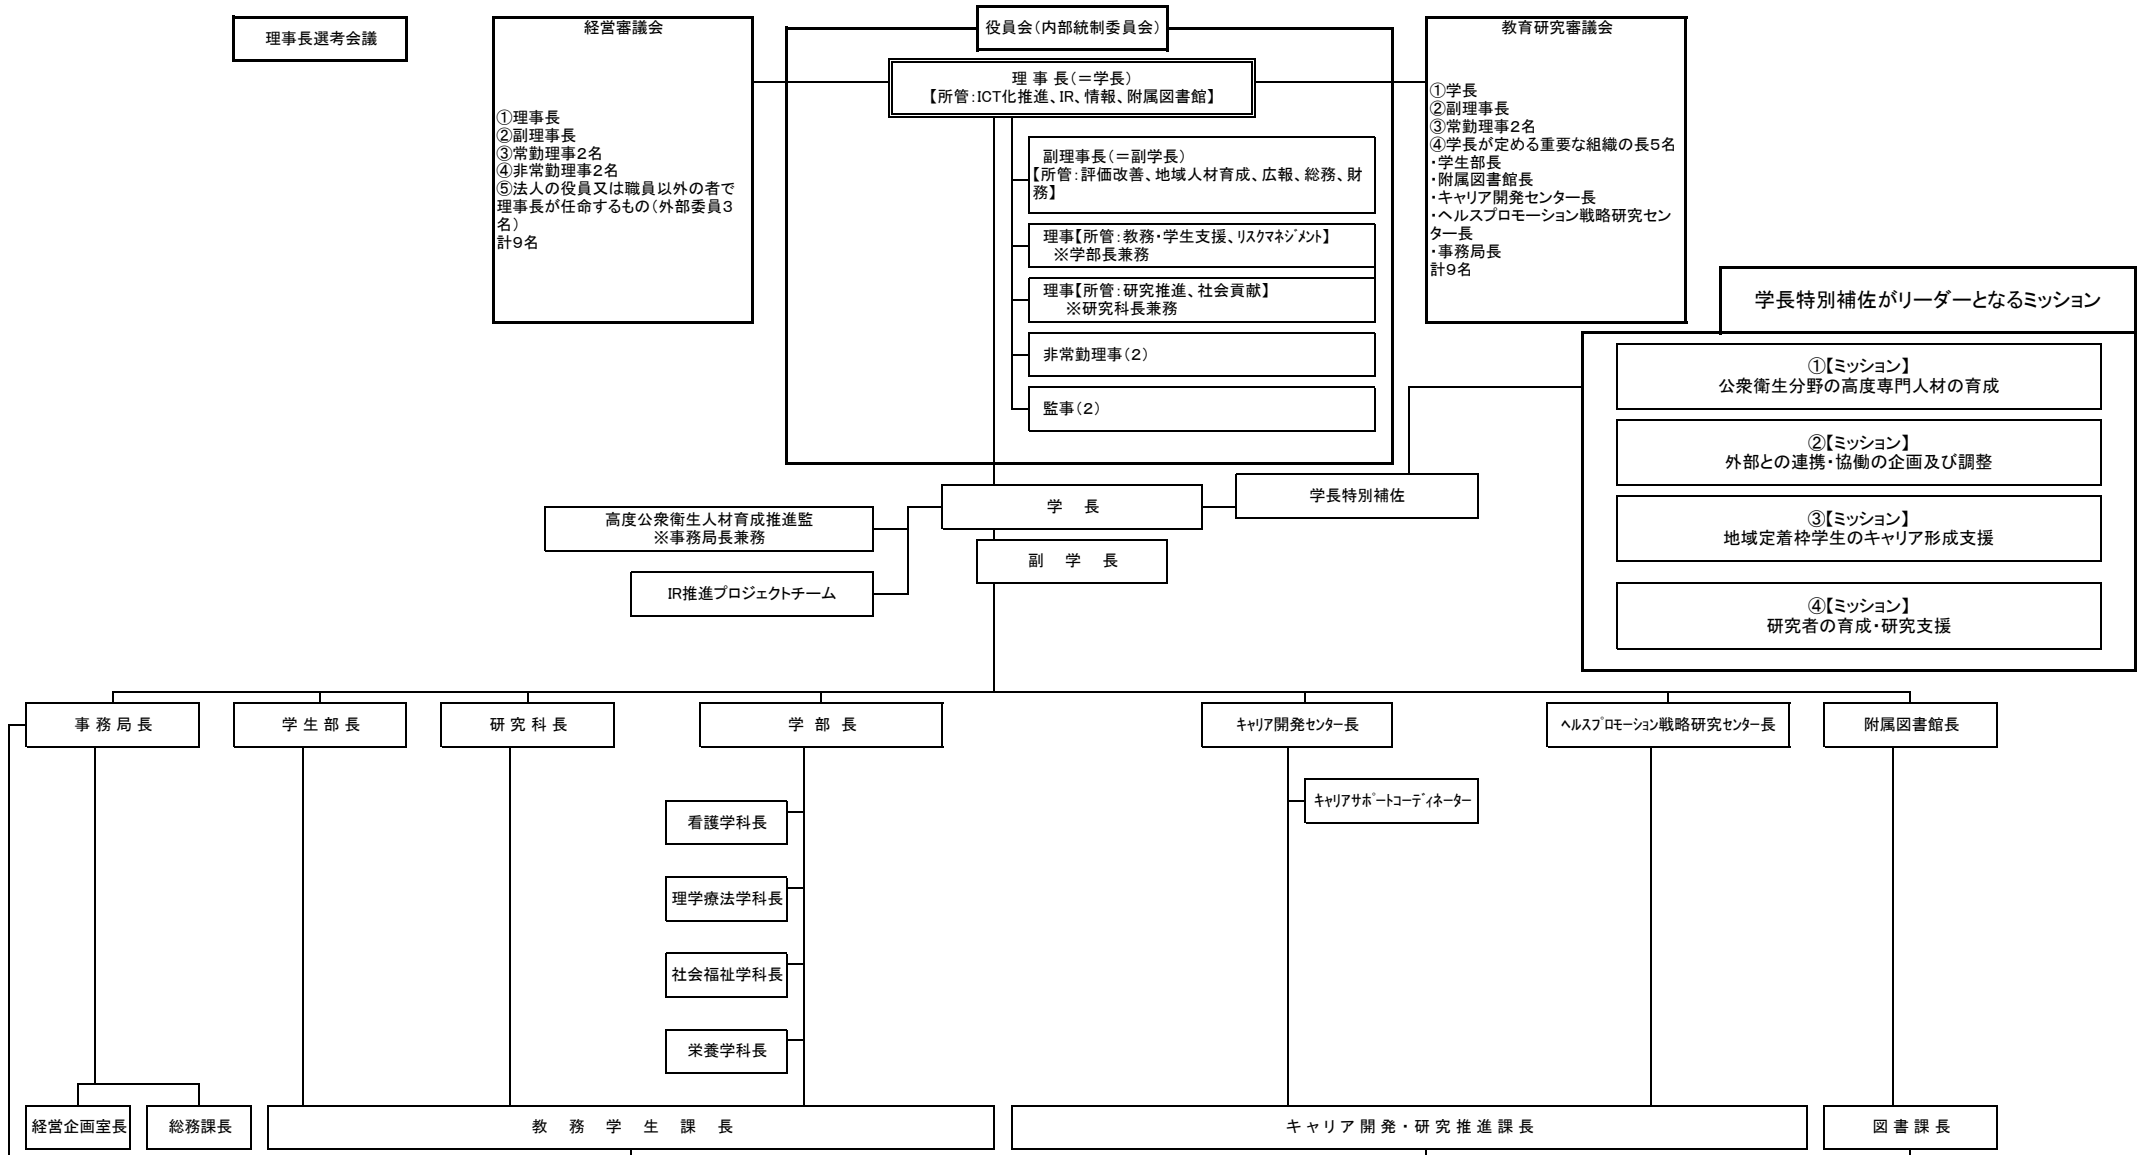 理事長選考会議
経営審議会
①理事長
②副理事長
③常勤理事2名
④非常勤理事2名
⑤法人の役員又は職員以外の者で
理事長が任命するもの(外部委員3
名)
計9名
役員会(内部統制委員会)
理 事 長(=学長)
【所管:ICT化推進、IR、情報、附属図書館】
副理事長(=副学長)
【所管:評価改善、地域人材育成、広報、総務、財
務】
理事【所管:教務・学生支援、リスクマネジメント】
※学部長兼務
理事【所管:研究推進、社会貢献】
※研究科長兼務
非常勤理事(2)
監事(2)
教育研究審議会
①学長
②副理事長
③常勤理事2名
④学長が定める重要な組織の長5名
・学生部長
・附属図書館長
・キャリア開発センター長
・ヘルスプロモーション戦略研究セン
ター長
・事務局長
計9名
学長特別補佐がリーダーとなるミッション
①【ミッション】
公衆衛生分野の高度専門人材の育成
②【ミッション】
外部との連携・協働の企画及び調整
③【ミッション】
地域定着枠学生のキャリア形成支援
④【ミッション】
研究者の育成・研究支援
学 長
学長特別補佐
高度公衆衛生人材育成推進監
※事務局長兼務
副 学 長
IR推進プロジェクトチーム
事 務 局 長
学 生 部 長
研 究 科 長
学 部 長
キャリア開発センター長
ヘルスプロモーション戦略研究センター長
附属図書館長
キャリアサポートコーディネーター
看護学科長
理学療法学科長
社会福祉学科長
栄養学科長
経営企画室長
総務課長
教 務 学 生 課 長
キャリア開発・研究推進課長
図書課長